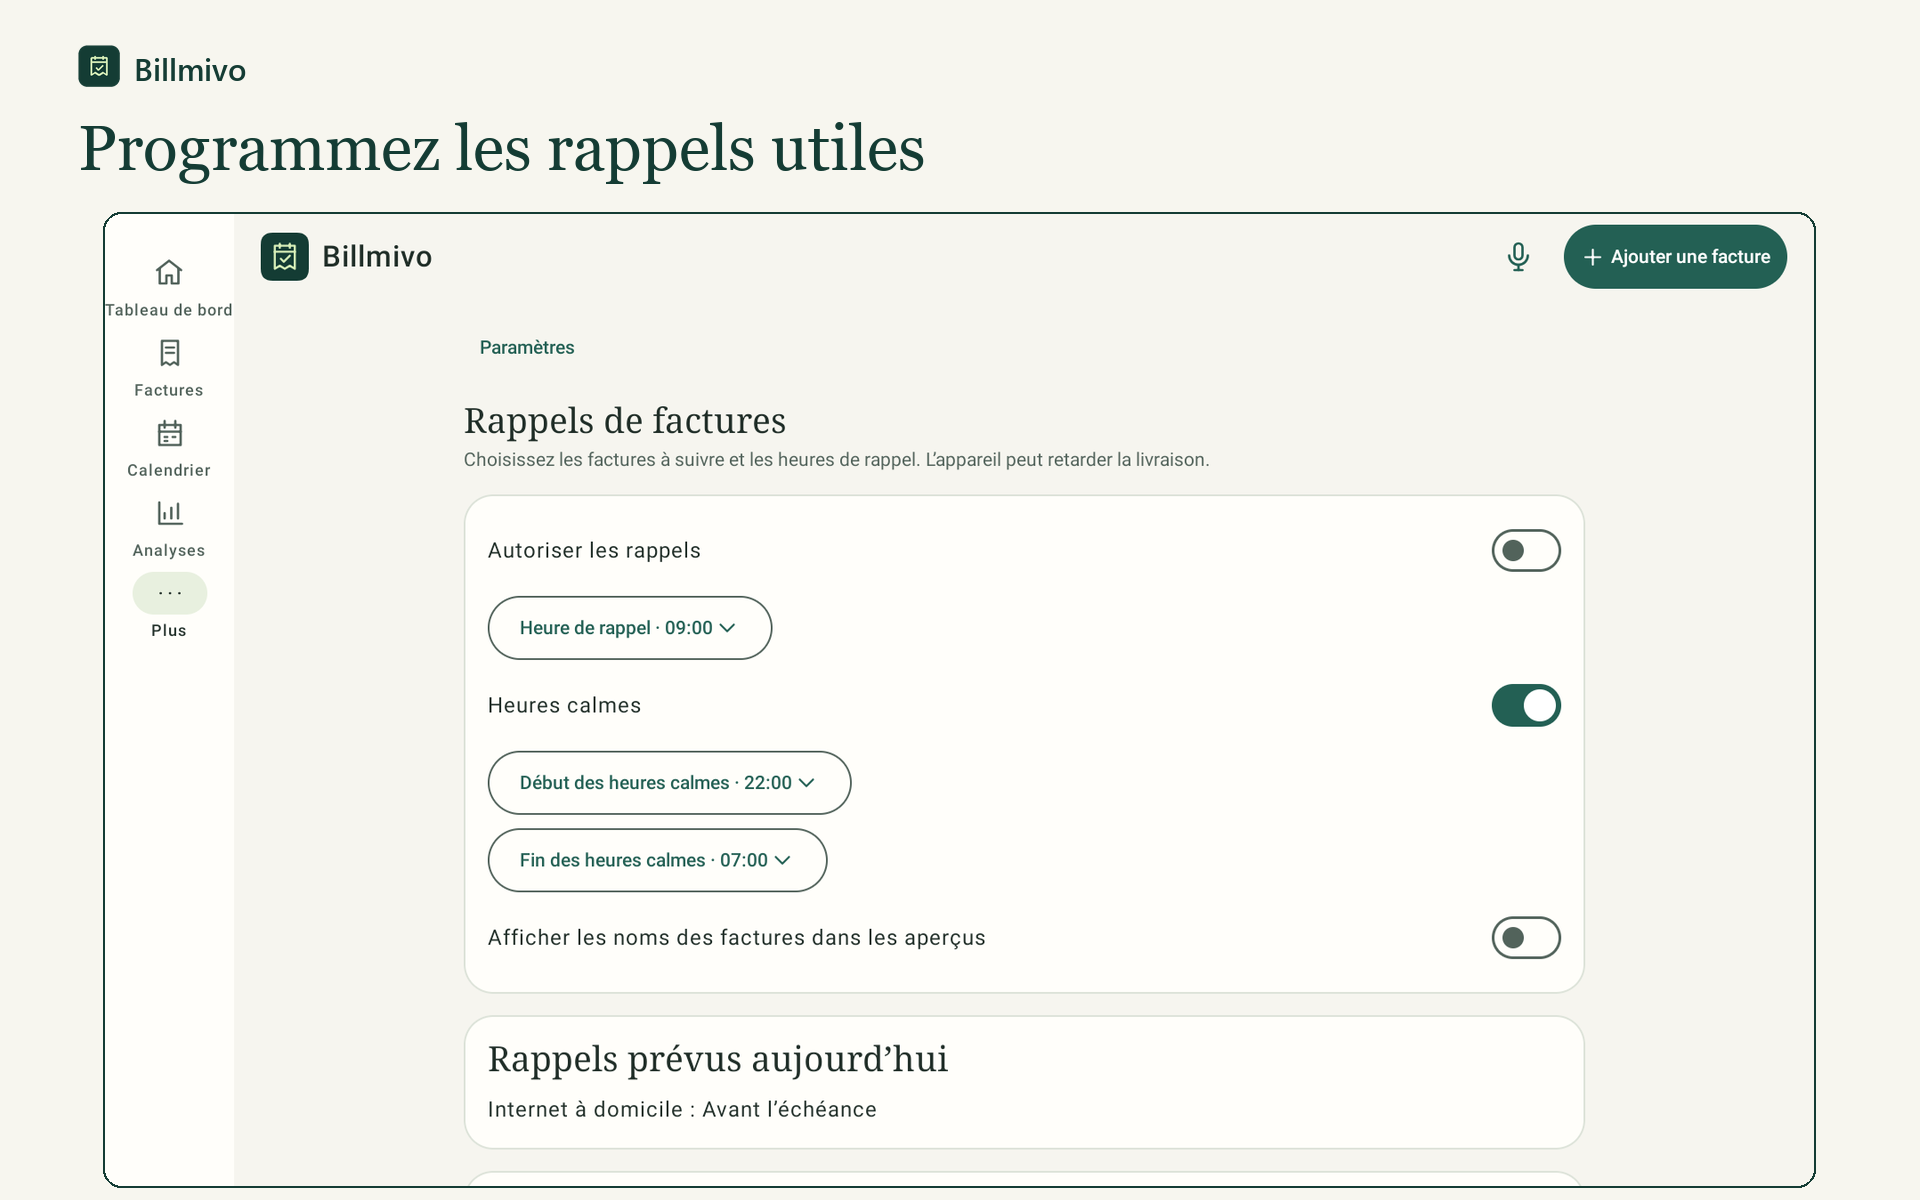 Billmivo
Programmez les rappels utiles
Billmivo
Ajouter une facture
Tableau de bord
Factures
Calendrier
Analyses
Plus
Paramètres
Rappels de factures
Choisissez les factures à suivre et les heures de rappel. L’appareil peut retarder la livraison.
Autoriser les rappels
Heure de rappel · 09:00
Heures calmes
Début des heures calmes · 22:00
Fin des heures calmes · 07:00
Afficher les noms des factures dans les aperçus
Rappels prévus aujourd’hui
Internet à domicile : Avant l’échéance